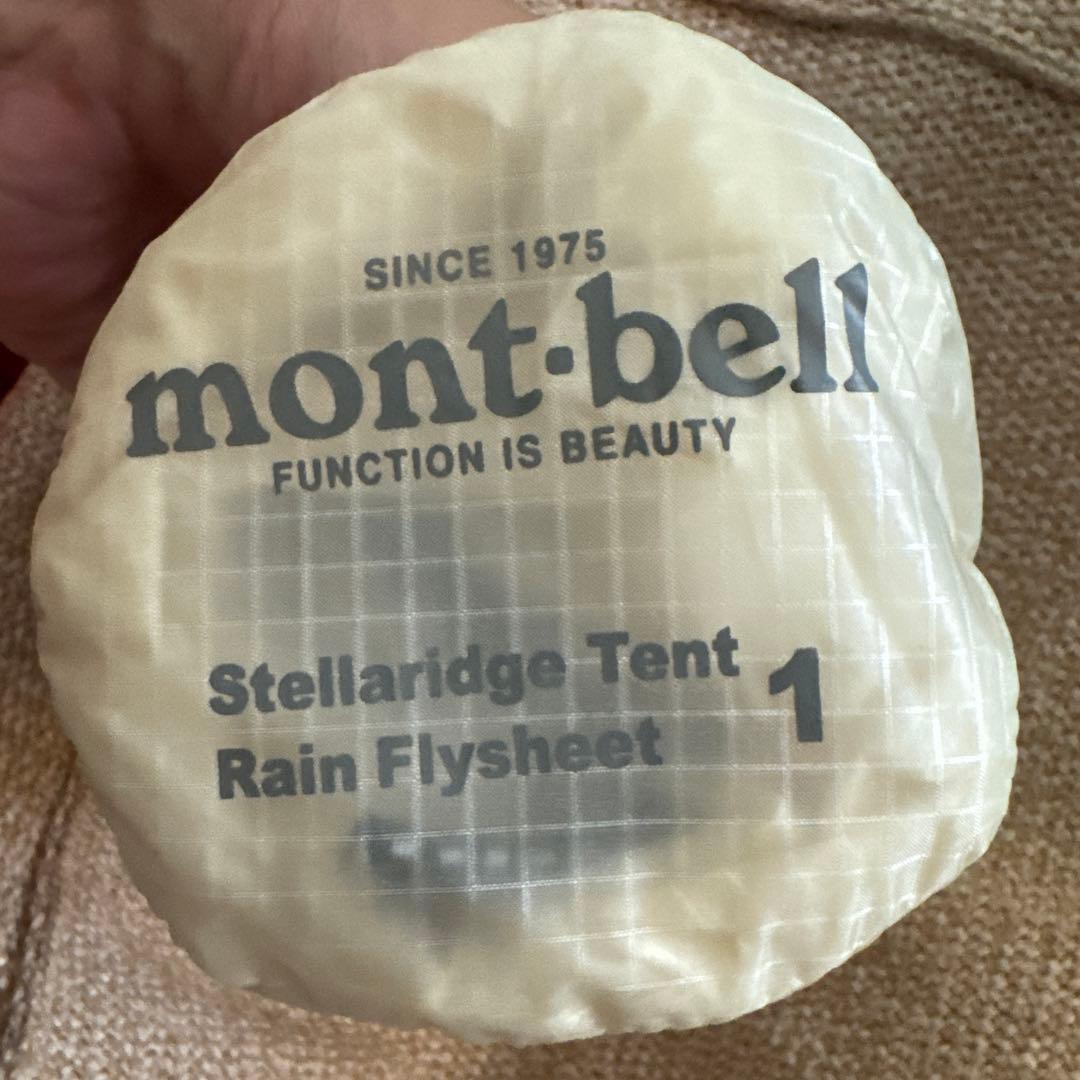 SINCE 1975
mont·bell
FUNCTION IS BEAUTY
Stellaridge Tent 1
Rain Flysheet